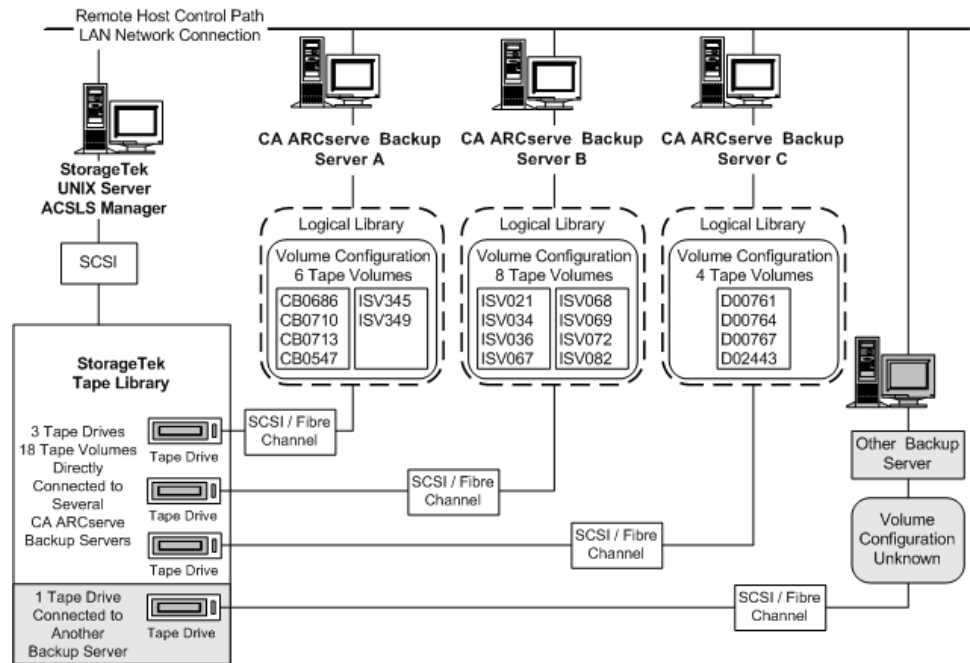 Remote Host Control Path
LAN Network Connection
StorageTek
UNIX Server
ACSLS Manager
SCSI
CA ARCserve Backup
Server A
Logical Library
Volume Configuration
6 Tape Volumes
CB0686
CB0710
CB0713
CB0547
ISV345
ISV349
CA ARCserve Backup
Server B
Logical Library
Volume Configuration
8 Tape Volumes
ISV021
ISV034
ISV036
ISV067
ISV068
ISV069
ISV072
ISV082
CA ARCserve Backup
Server C
Logical Library
Volume Configuration
4 Tape Volumes
D00761
D00764
D00767
D02443
StorageTek
Tape Library
3 Tape Drives
18 Tape Volumes
Directly
Connected to
Several
CA ARCserve
Backup Servers
Tape Drive
Tape Drive
Tape Drive
1 Tape Drive
Connected to
Another
Backup Server
Tape Drive
SCSI / Fibre
Channel
SCSI / Fibre
Channel
SCSI / Fibre
Channel
SCSI / Fibre
Channel
Other Backup
Server
Volume
Configuration
Unknown